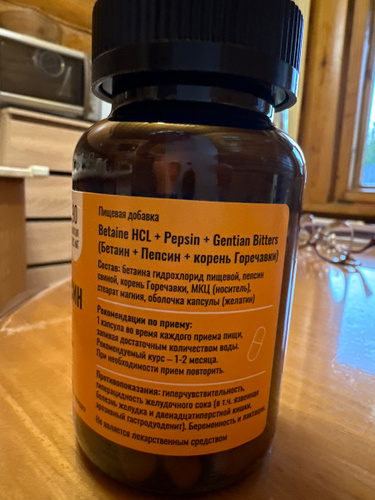 Пищевая добавка
Betaine HCL + Pepsin + Gentian Bitters
(Бетаин + Пепсин + корень Горечавки)
Состав: Бетаина гидрохлорид пищевой, пепсин
свиной, корень Горечавки, МКЦ (носитель),
стеарат магния, оболочка капсулы (желатин)
Рекомендации по приему:
1 капсула во время каждого приема пищи,
запивая достаточным количеством воды.
Рекомендуемый курс – 1-2 месяца.
При необходимости прием повторить.
Противопоказания: гиперчувствительность,
гиперацидность желудочного сока (в т.ч. язвенная
болезнь желудка и двенадцатиперстной кишки,
эрозивный гастродуоденит). Беременность и лактация.
Не является лекарственным средством